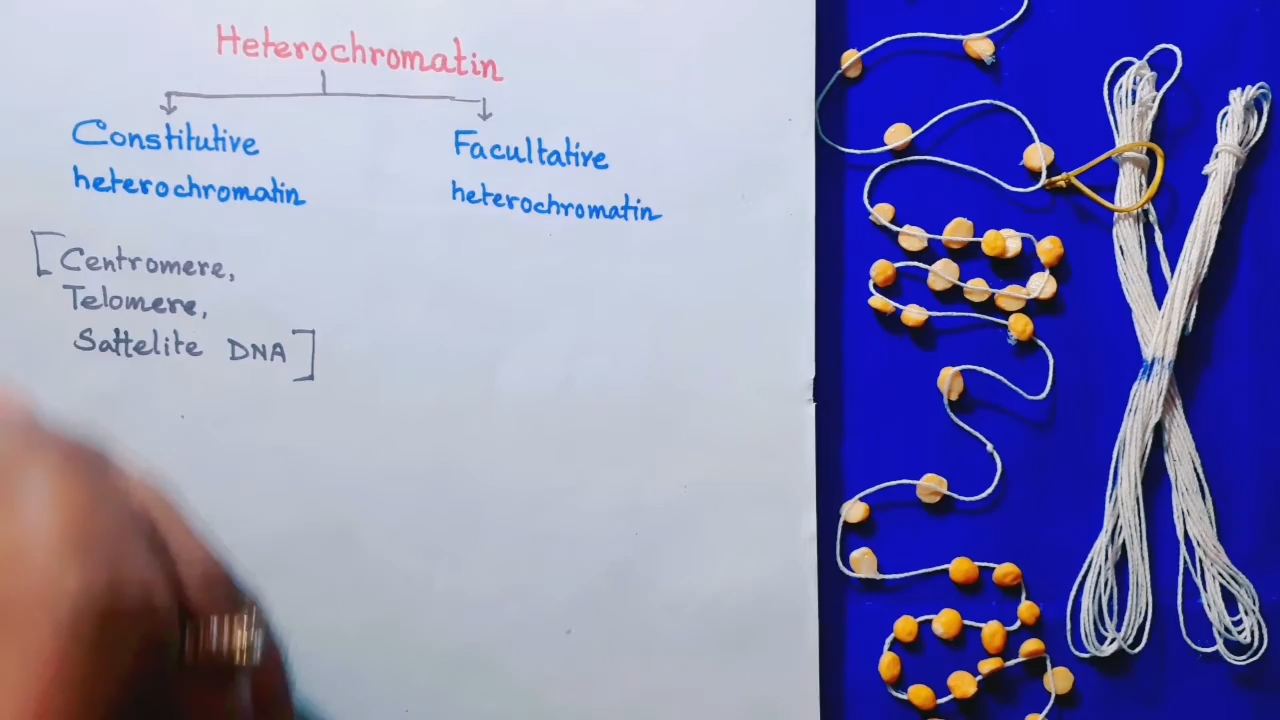 Heterochromatin
Constitutive
heterochromatin
Facultative
heterochromatin
[Centromere,
Telomere,
Sattelite DNA]